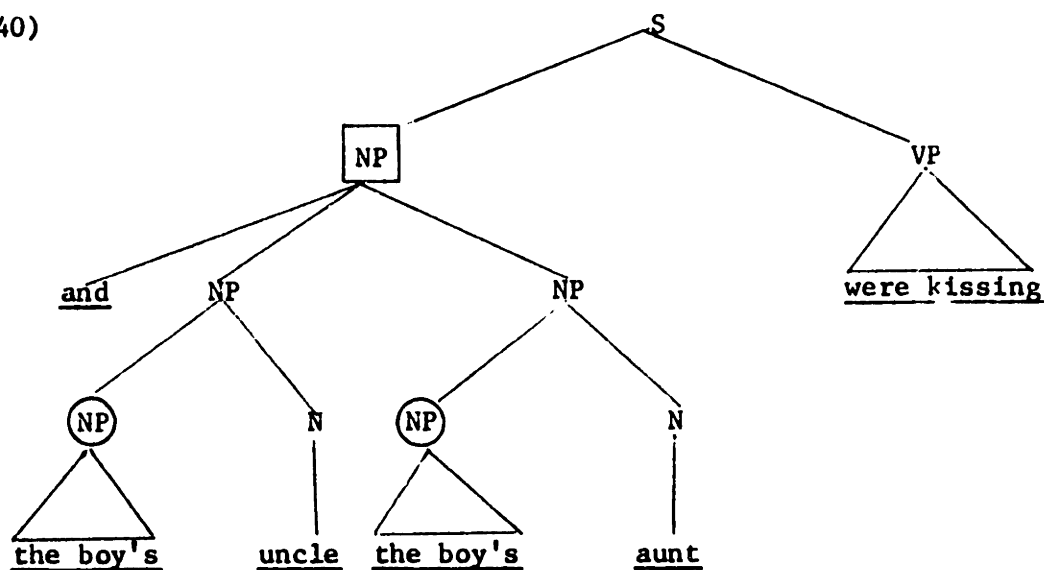 40)
S
NP
VP
and
NP
NP
were kissing
NP
N
NP
N
the boy's
uncle
the boy's
aunt